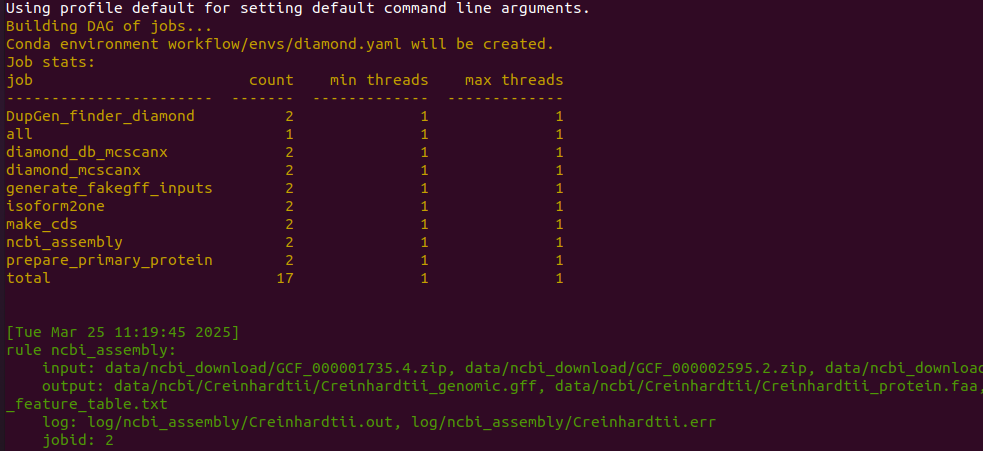 Using profile default for setting default command line arguments.
Building DAG of jobs...
Conda environment workflow/envs/diamond.yaml will be created.
Job stats:
job                        count    min threads    max threads
-----------------------  -------  -------------  -------------
DupGen_finder_diamond          2              1              1
all                            1              1              1
diamond_db_mcscanx             2              1              1
diamond_mcscanx                2              1              1
generate_fakegff_inputs        2              1              1
isoform2one                    2              1              1
make_cds                       2              1              1
ncbi_assembly                  2              1              1
prepare_primary_protein        2              1              1
total                         17              1              1
[Tue Mar 25 11:19:45 2025]
rule ncbi_assembly:
    input: data/ncbi_download/GCF_000001735.4.zip, data/ncbi_download/GCF_000002595.2.zip, data/ncbi_download
    output: data/ncbi/Creinhardtii/Creinhardtii_genomic.gff, data/ncbi/Creinhardtii/Creinhardtii_protein.faa,
_feature_table.txt
    log: log/ncbi_assembly/Creinhardtii.out, log/ncbi_assembly/Creinhardtii.err
    jobid: 2